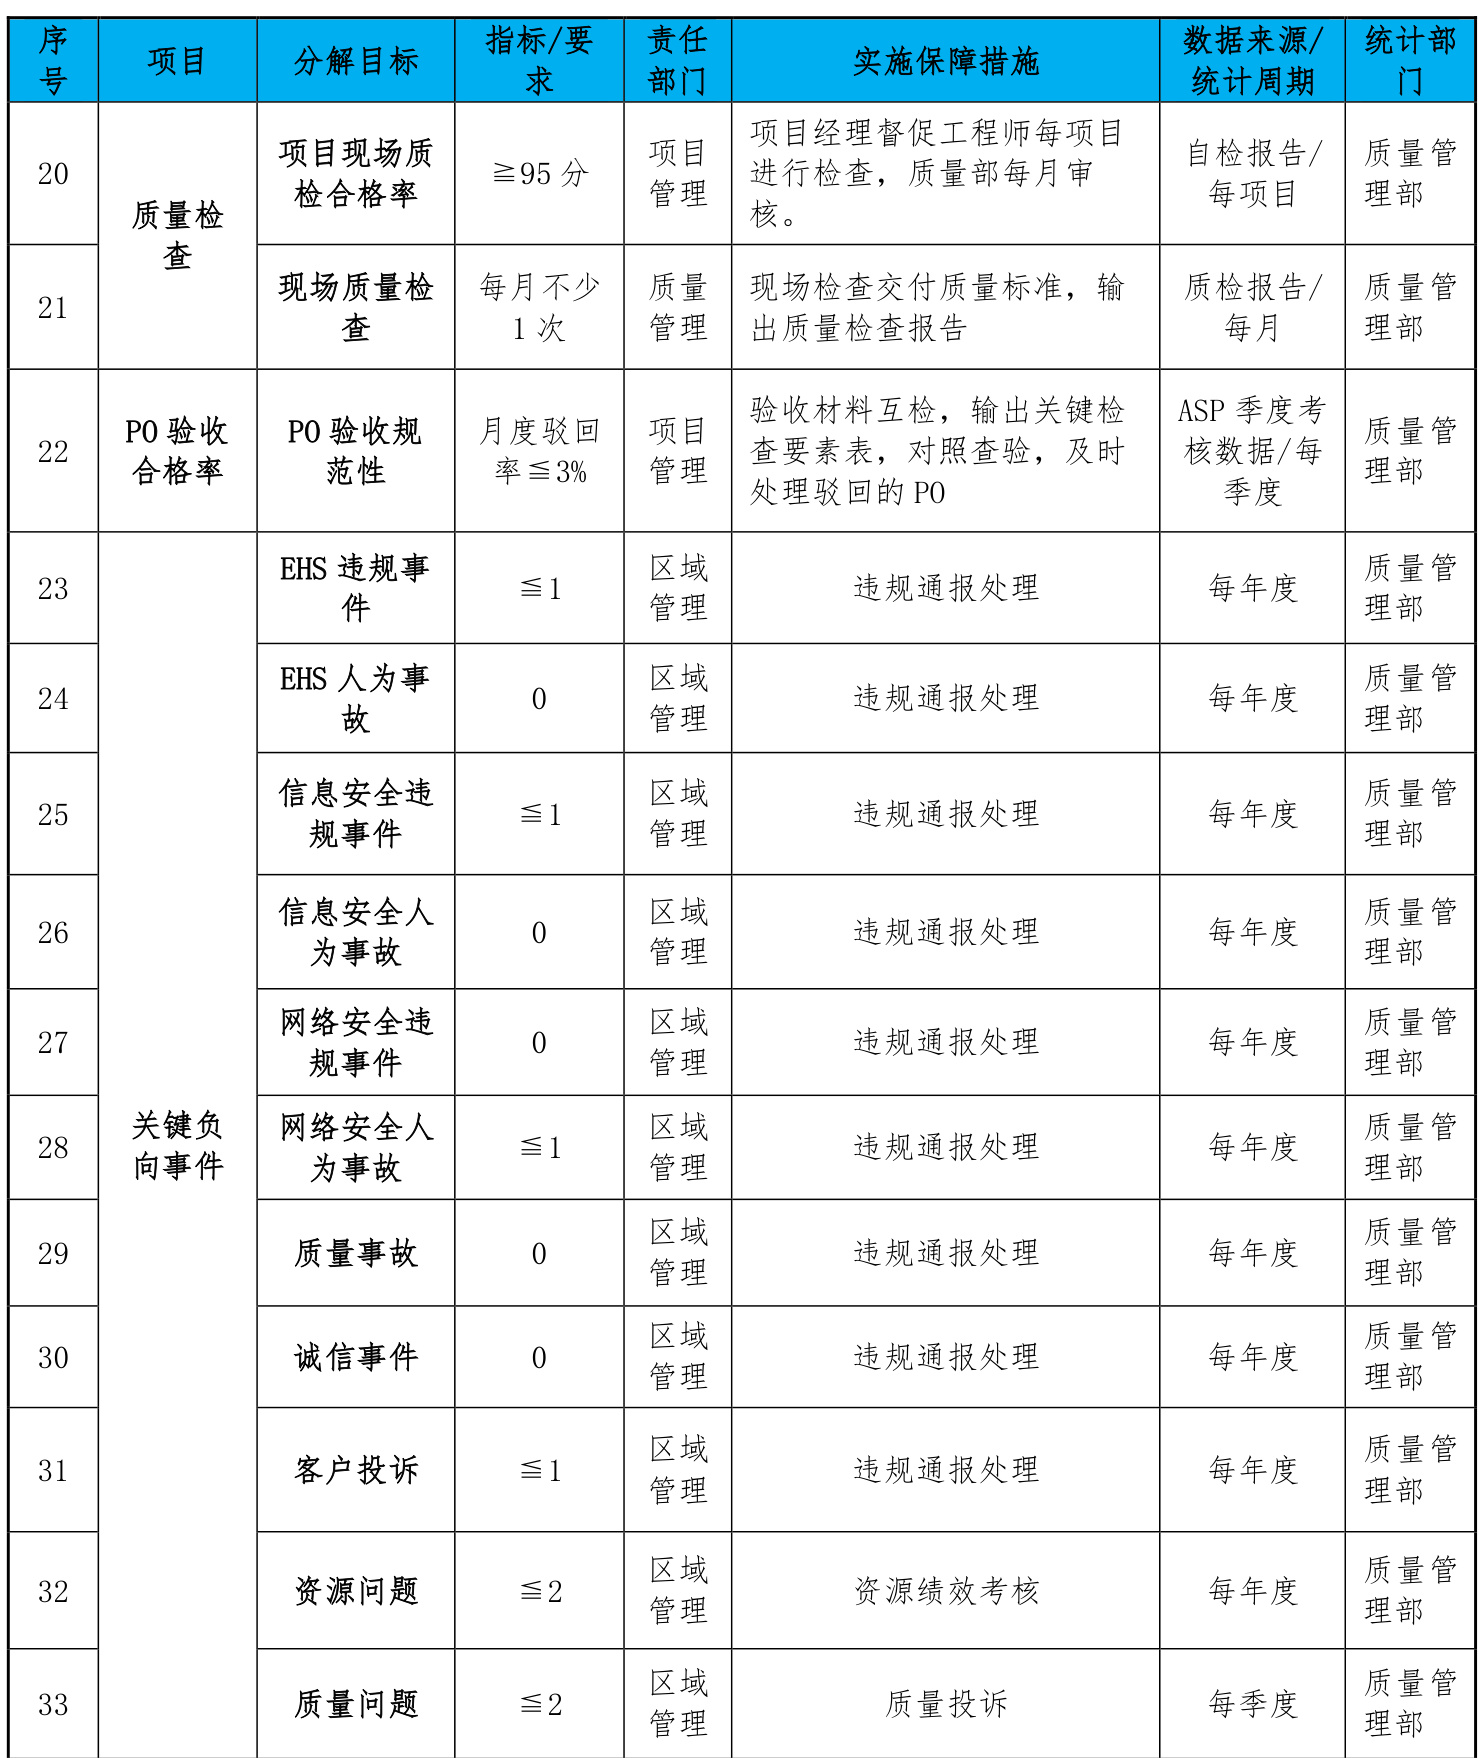 序号 项目 分解目标 指标/要求 责任部门 实施保障措施 数据来源/统计周期 统计部门
20 质量检查 项目现场质检合格率 ≧95分 项目管理 项目经理督促工程师每项目进行检查，质量部每月审核。 自检报告/每项目 质量管理部
21 现场质量检查 每月不少1次 质量管理 现场检查交付质量标准，输出质量检查报告 质检报告/每月 质量管理部
22 PO验收合格率 PO验收规范性 月度驳回率≦3% 项目管理 验收材料互检，输出关键检查要素表，对照查验，及时处理驳回的PO ASP季度考核数据/每季度 质量管理部
23 关键负向事件 EHS违规事件 ≦1 区域管理 违规通报处理 每年度 质量管理部
24 EHS人为事故 0 区域管理 违规通报处理 每年度 质量管理部
25 信息安全违规事件 ≦1 区域管理 违规通报处理 每年度 质量管理部
26 信息安全人为事故 0 区域管理 违规通报处理 每年度 质量管理部
27 网络安全违规事件 0 区域管理 违规通报处理 每年度 质量管理部
28 网络安全人为事故 ≦1 区域管理 违规通报处理 每年度 质量管理部
29 质量事故 0 区域管理 违规通报处理 每年度 质量管理部
30 诚信事件 0 区域管理 违规通报处理 每年度 质量管理部
31 客户投诉 ≦1 区域管理 违规通报处理 每年度 质量管理部
32 资源问题 ≦2 区域管理 资源绩效考核 每年度 质量管理部
33 质量问题 ≦2 区域管理 质量投诉 每季度 质量管理部